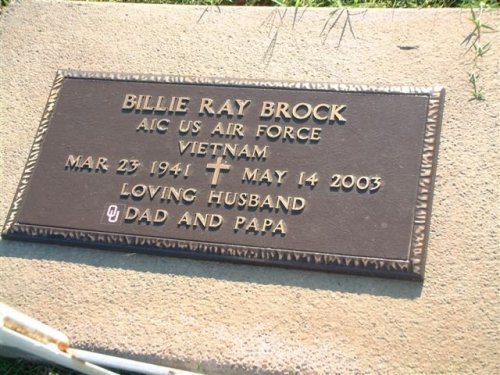 BILLIE RAY BROCK
A1C US AIR FORCE
VIETNAM
MAR 23 1941 MAY 14 2003
LOVING HUSBAND
OU DAD AND PAPA